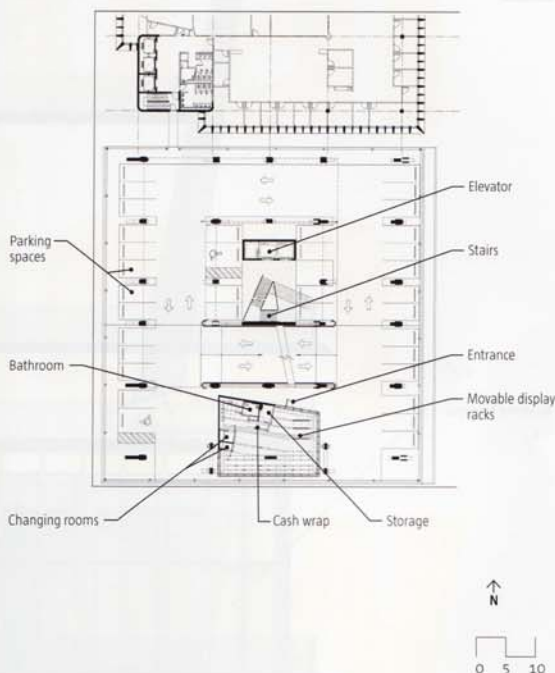 Elevator
Stairs
Parking
spaces
Entrance
Bathroom
Movable display
racks
Changing rooms
Cash wrap
Storage
N
0 5 10